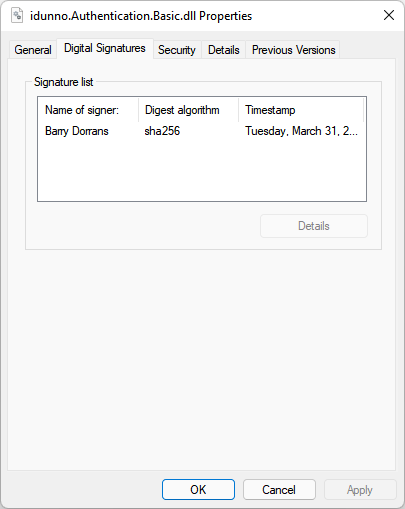 idunno.Authentication.Basic.dll Properties
General Digital Signatures Security Details Previous Versions
Signature list
Name of signer: Digest algorithm Timestamp
Barry Dorrans sha256 Tuesday, March 31, 2...
Details
OK Cancel Apply